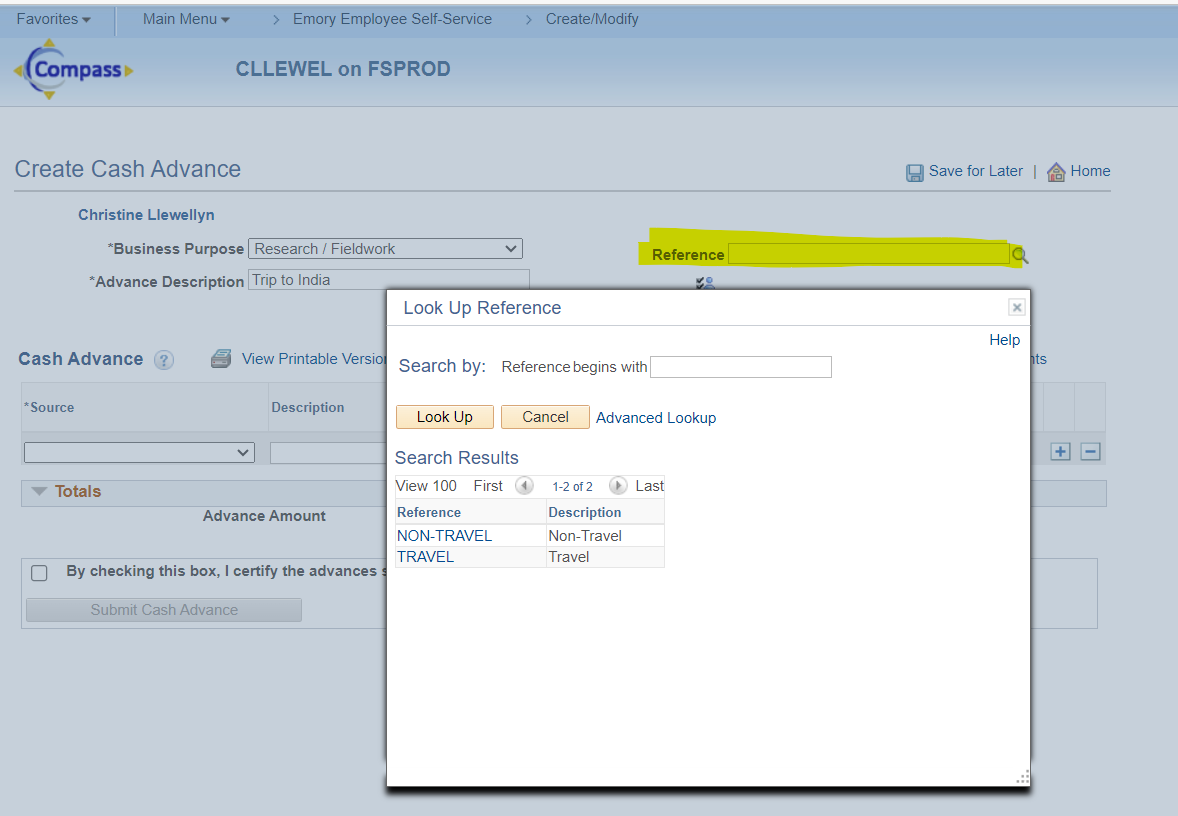 Favorites Main Menu > Emory Employee Self-Service > Create/Modify
Compass
CLLEWEL on FSPROD
Create Cash Advance
Save for Later | Home
Christine Llewellyn
*Business Purpose Research / Fieldwork
Reference
*Advance Description Trip to India
Look Up Reference
Help
Search by: Reference begins with
Look Up Cancel Advanced Lookup
Search Results
View 100 First 1-2 of 2 Last
Reference Description
NON-TRAVEL Non-Travel
TRAVEL Travel
Cash Advance ? View Printable Version
*Source Description
Totals
Advance Amount
By checking this box, I certify the advances
Submit Cash Advance